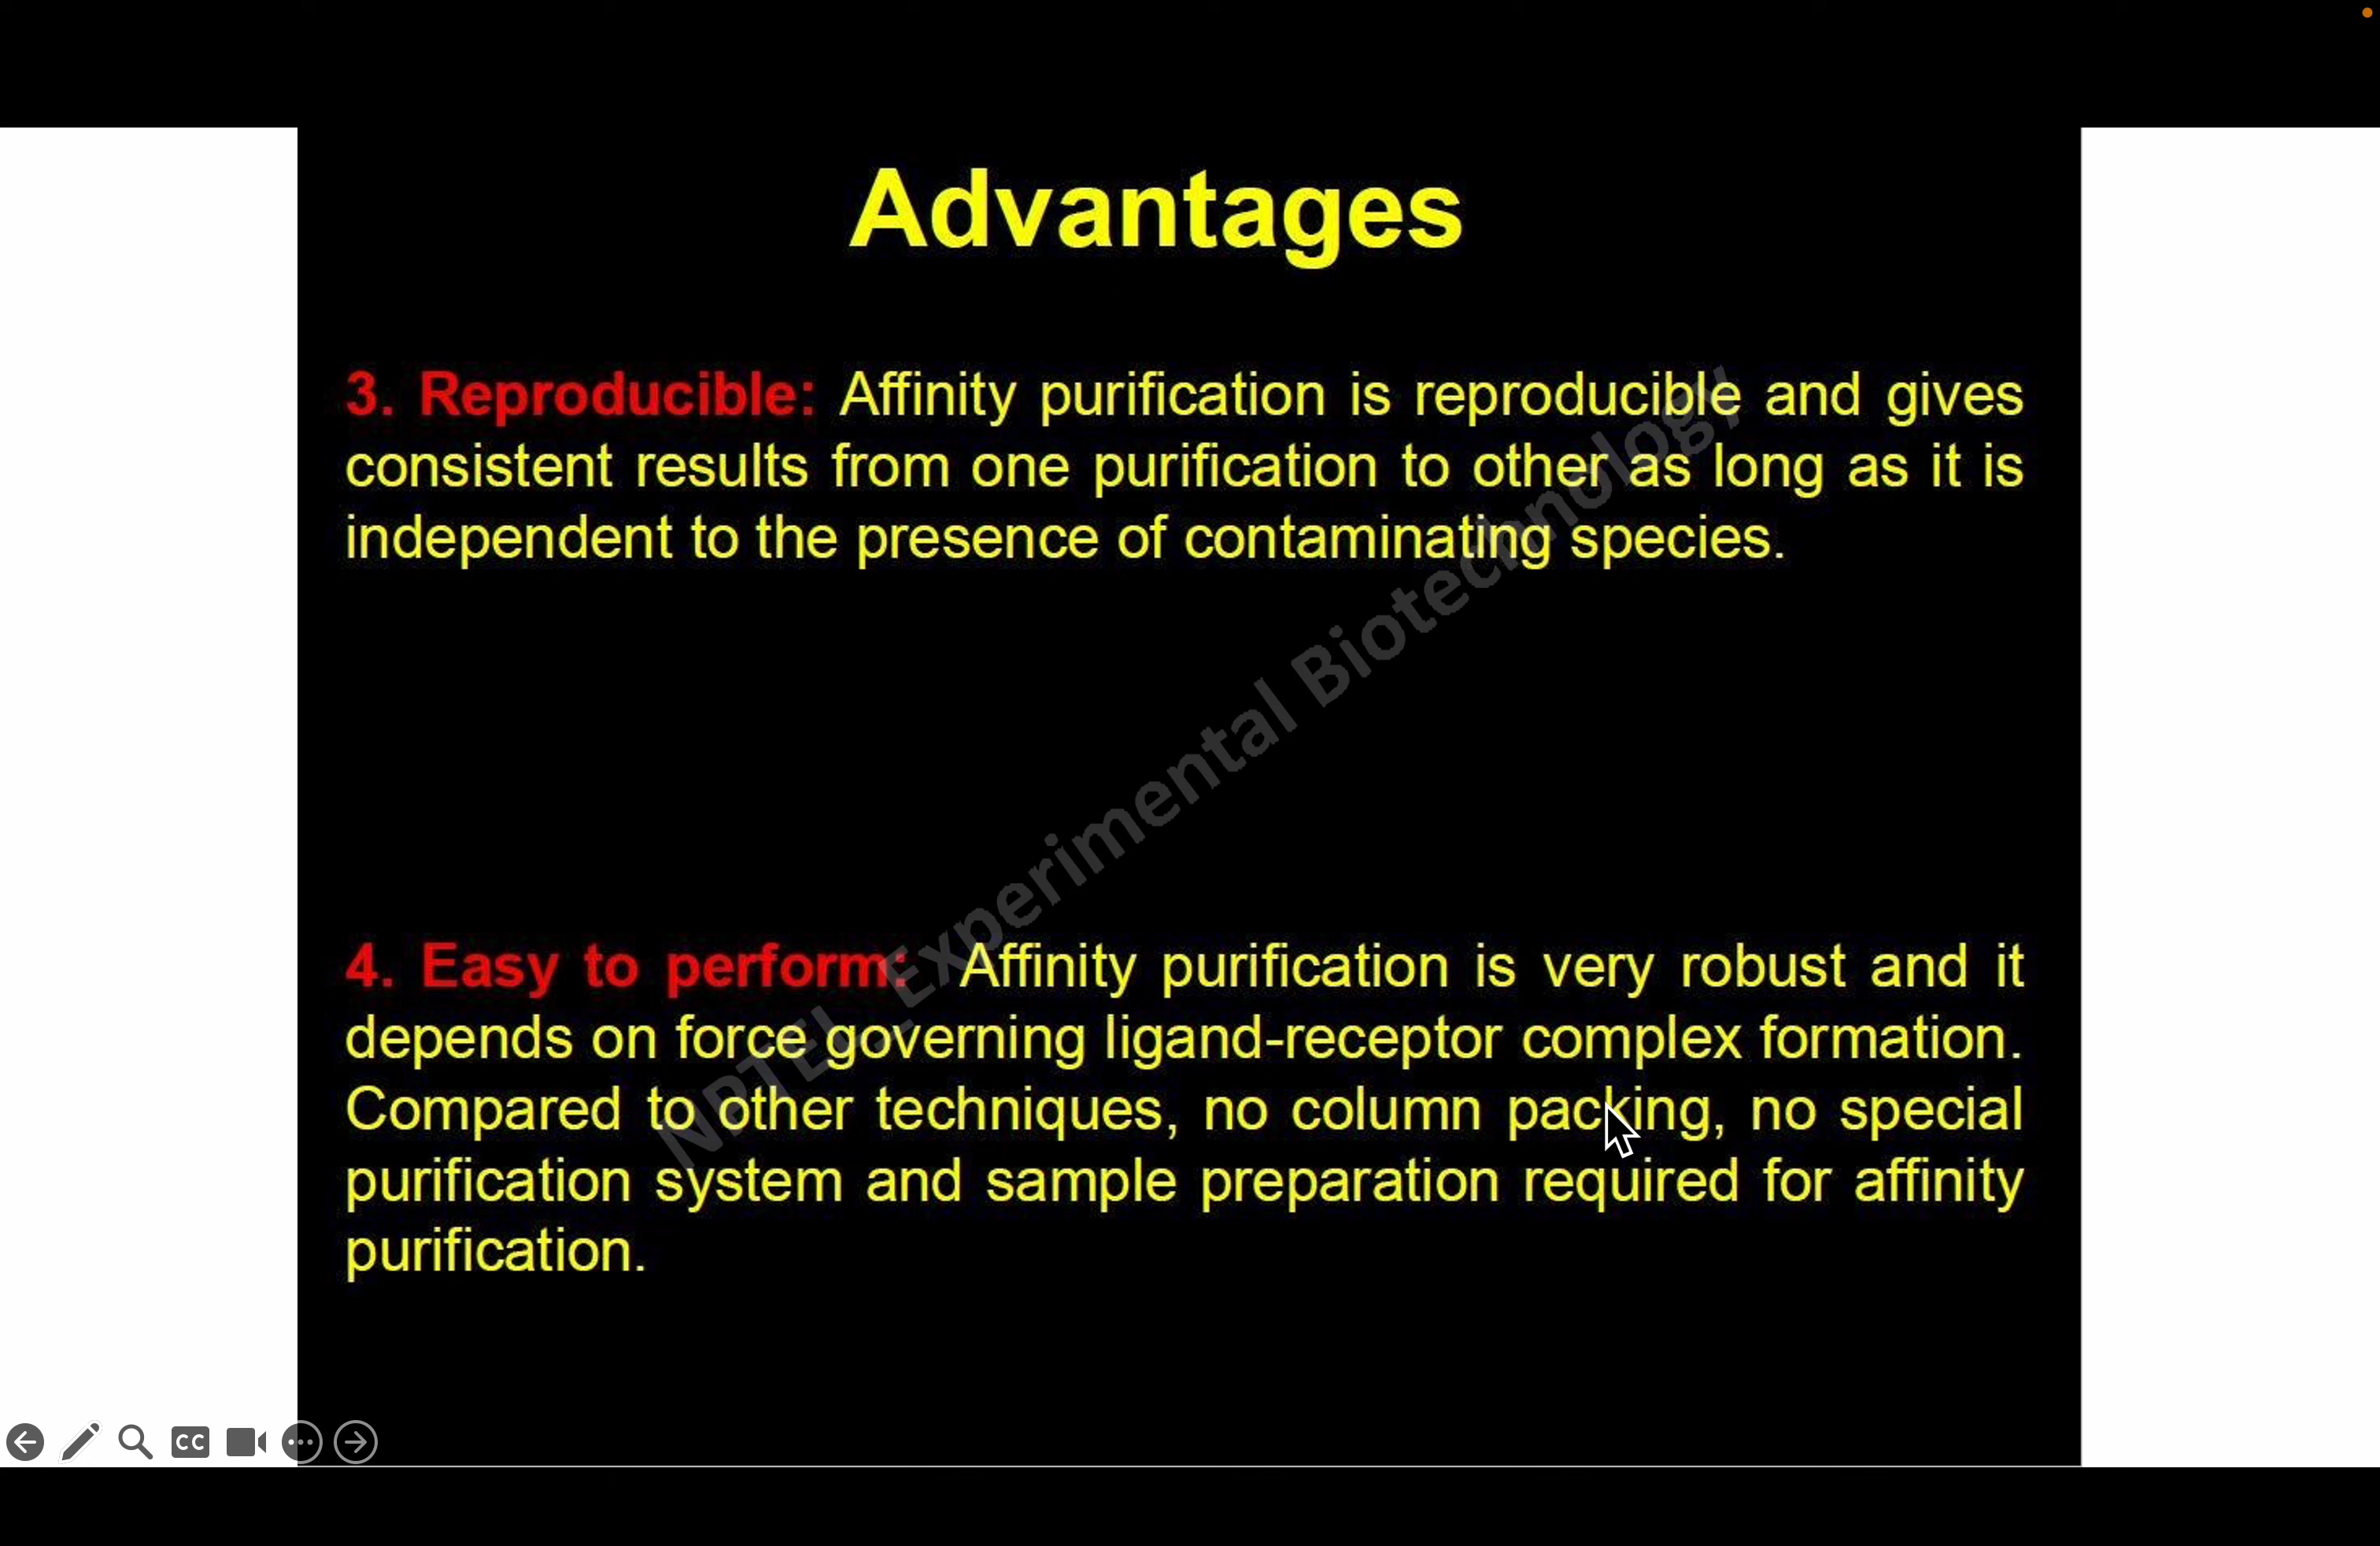 Advantages
3. Reproducible: Affinity purification is reproducible and gives
consistent results from one purification to other as long as it is
independent to the presence of contaminating species.
NPTEL_Experimental Biotechnology
4. Easy to perform: Affinity purification is very robust and it
depends on force governing ligand-receptor complex formation.
Compared to other techniques, no column packing, no special
purification system and sample preparation required for affinity
purification.
CC